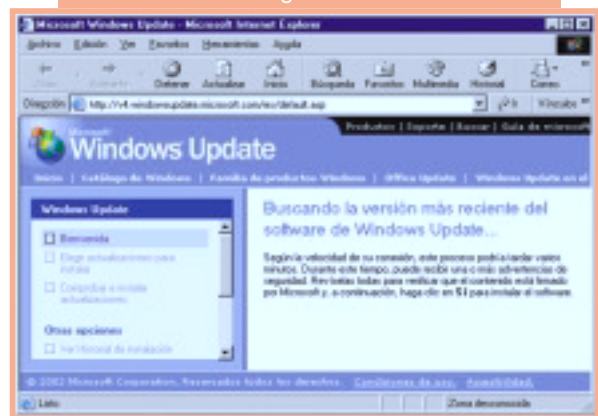 Microsoft Windows Update - Microsoft Internet Explorer
Archivo Edición Ver Favoritos Herramientas Ayuda
Detener Actualizar Inicio Búsqueda Favoritos Multimedia Historial Correo
Dirección http://v4.windowsupdate.microsoft.com/es/default.asp Ir Vínculos
Productos | Soporte | Buscar | Guía de microsoft
Microsoft
Windows Update
Inicio | Catálogo de Windows | Familia de productos Windows | Office Update | Windows Update en el
Windows Update
Bienvenida
Elegir actualizaciones para
instalar
Comprobar e instalar
actualizaciones
Otras opciones
Ver historial de instalación
Buscando la versión más reciente del
software de Windows Update...
Según la velocidad de su conexión, este proceso podría tardar varios
minutos. Durante este tiempo, puede recibir una o más advertencias de
seguridad. Revíselas todas para verificar que el contenido está firmado
por Microsoft y, a continuación, haga clic en Sí para instalar el software.
© 2002 Microsoft Corporation. Reservados todos los derechos. Condiciones de uso. Accesibilidad.
Listo Zona desconocida